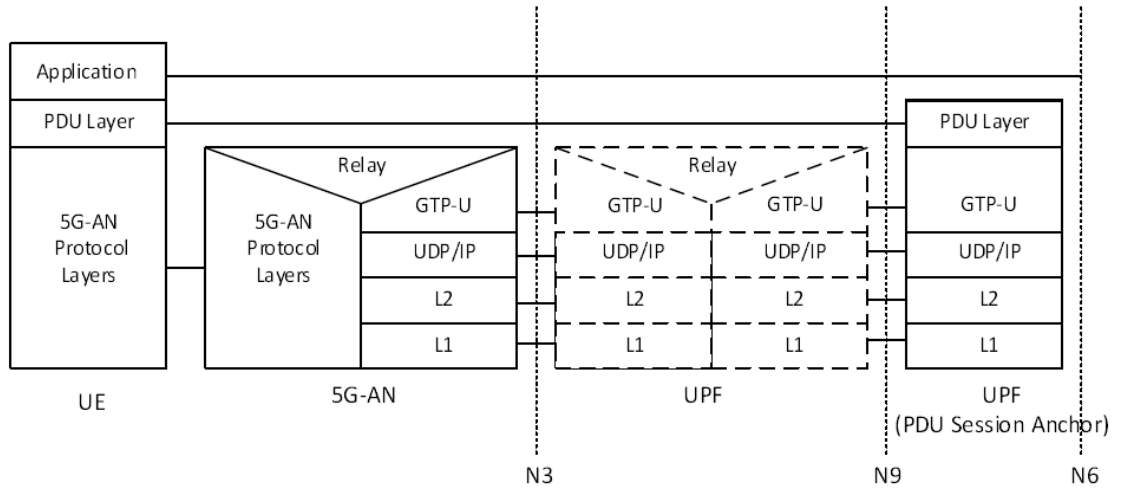 Application
PDU Layer
PDU Layer
Relay
Relay
5G-AN
Protocol
Layers
5G-AN
Protocol
Layers
GTP-U
GTP-U
GTP-U
GTP-U
UDP/IP
UDP/IP
UDP/IP
UDP/IP
L2
L2
L2
L2
L1
L1
L1
L1
UE
5G-AN
UPF
UPF
(PDU Session Anchor)
N3
N9
N6